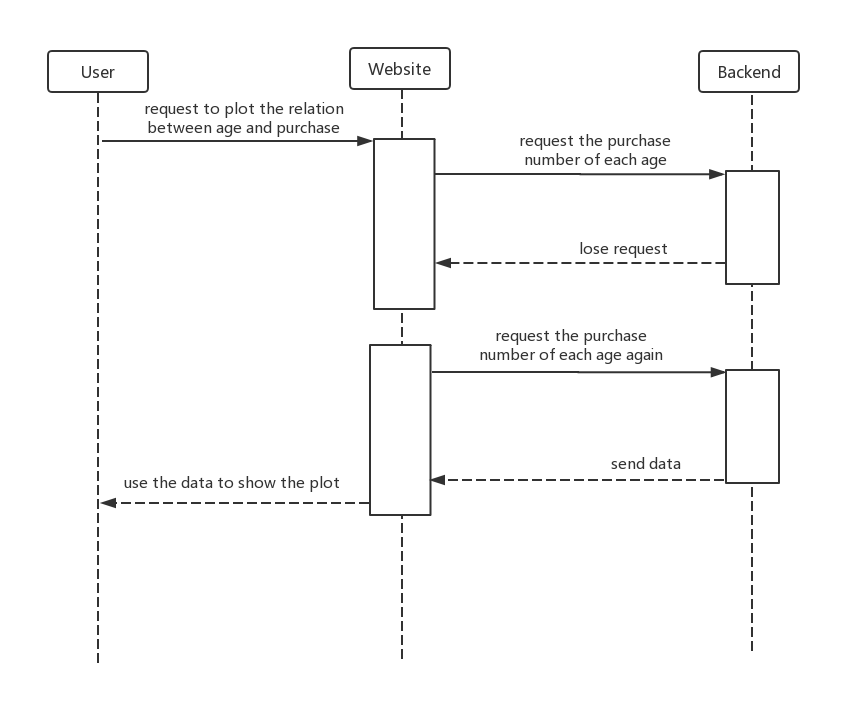 User
Website
Backend
request to plot the relation
between age and purchase
request the purchase
number of each age
lose request
request the purchase
number of each age again
send data
use the data to show the plot